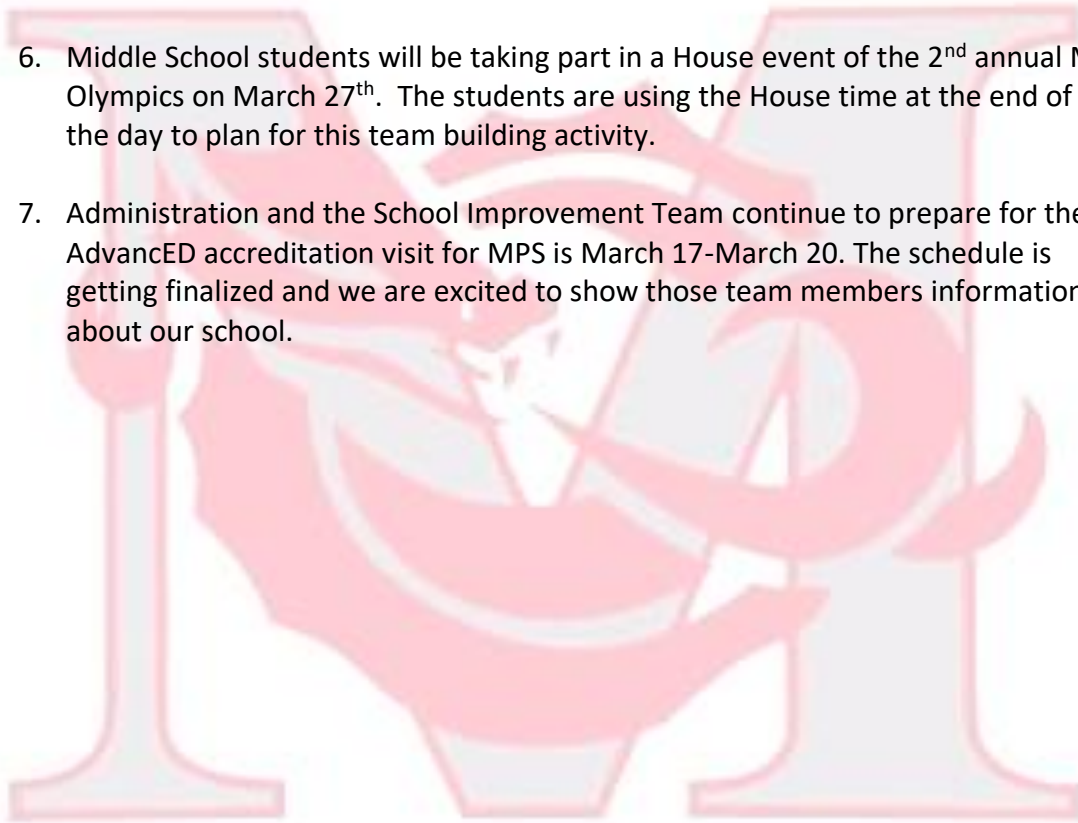 6. Middle School students will be taking part in a House event of the 2nd annual
Olympics on March 27th. The students are using the House time at the end of
the day to plan for this team building activity.
7. Administration and the School Improvement Team continue to prepare for the
AdvancED accreditation visit for MPS is March 17-March 20. The schedule is
getting finalized and we are excited to show those team members information
about our school.